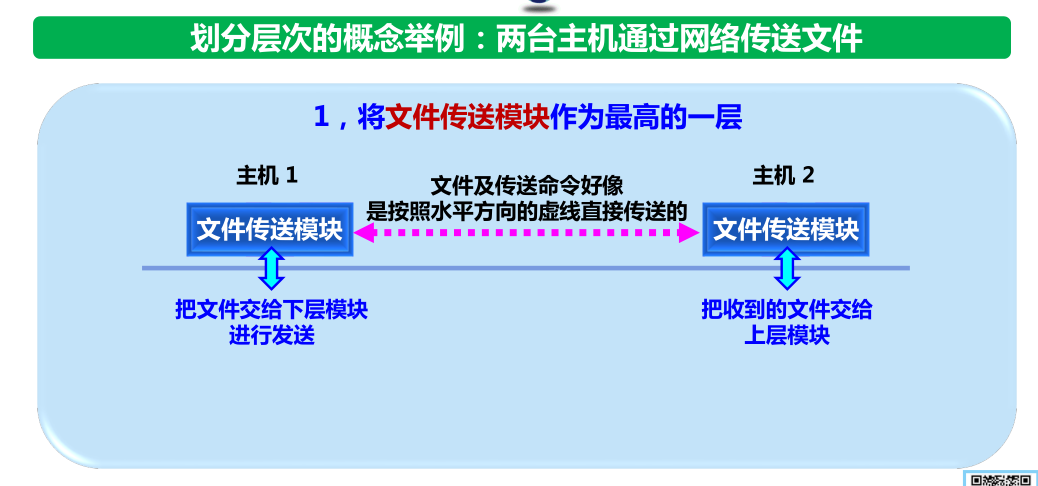 划分层次的概念举例：两台主机通过网络传送文件
1，将文件传送模块作为最高的一层
主机 1
文件及传送命令好像
是按照水平方向的虚线直接传送的
主机 2
文件传送模块
文件传送模块
把文件交给下层模块
进行发送
把收到的文件交给
上层模块